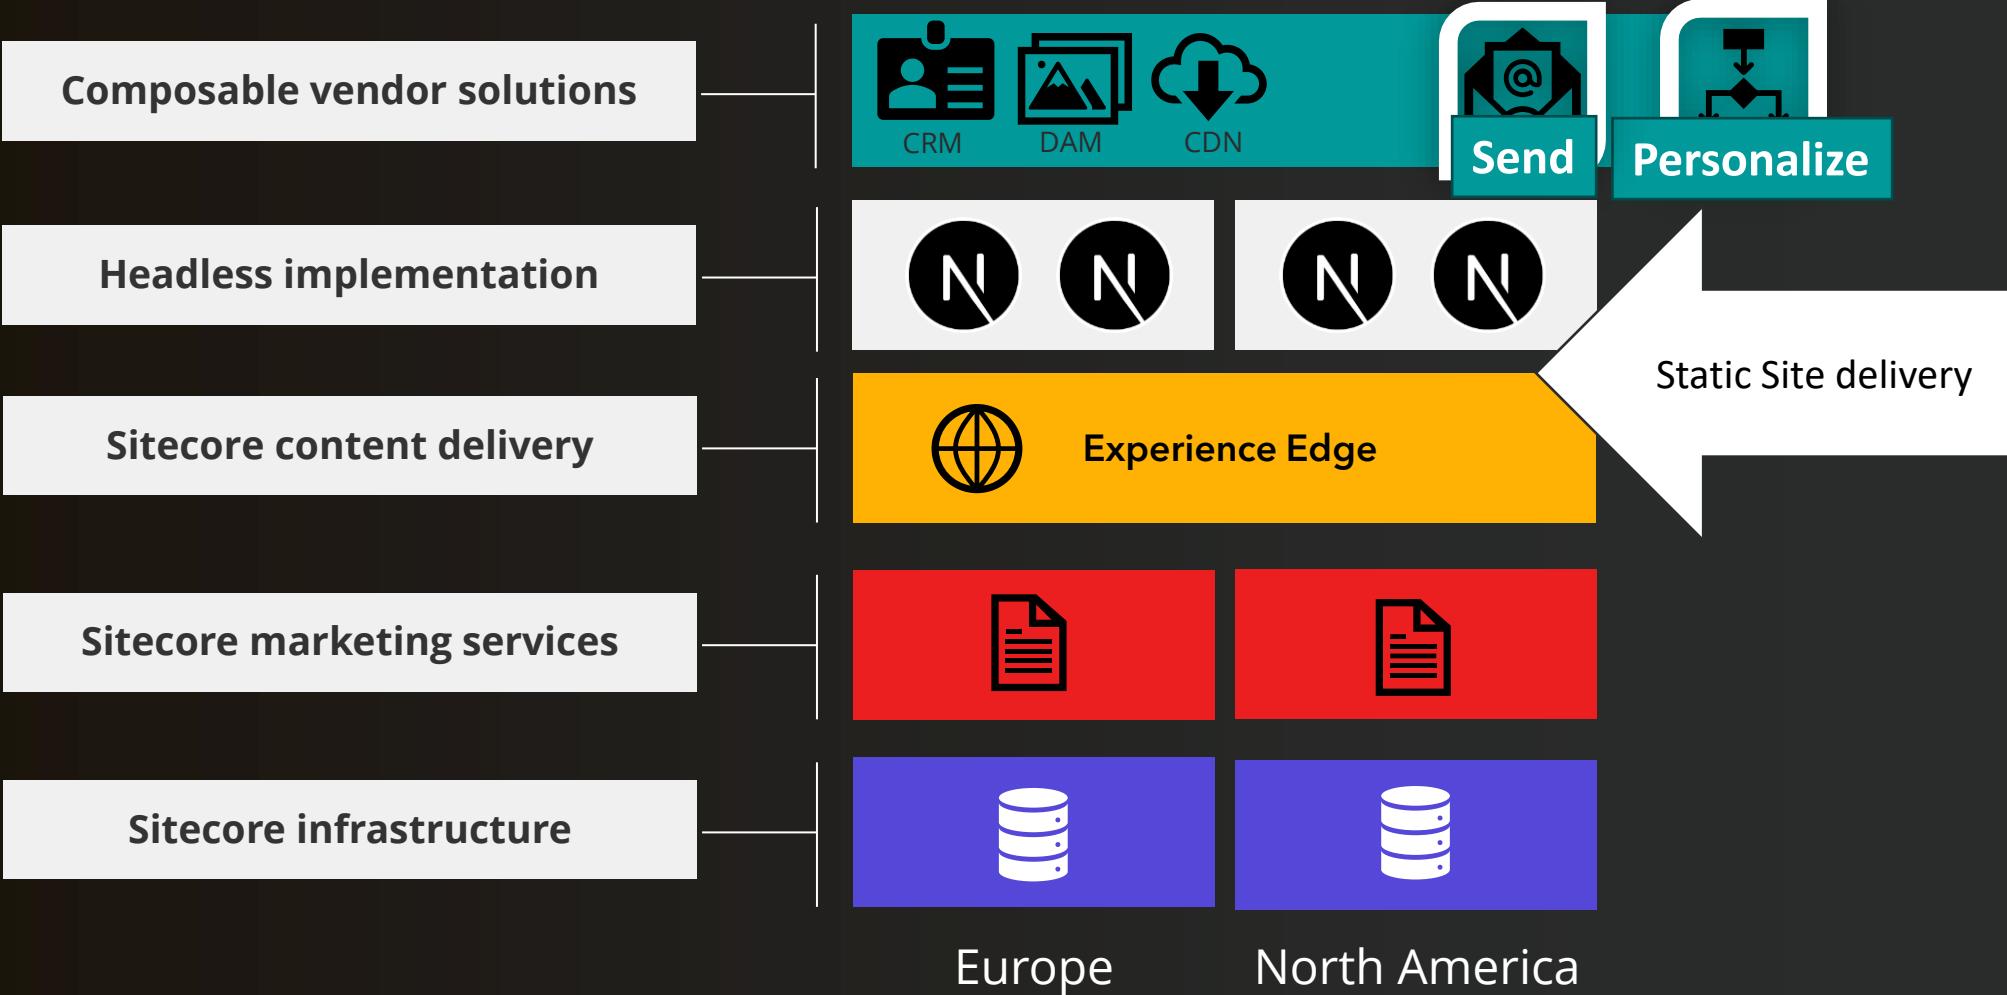 Composable vendor solutions
CRM
DAM
CDN
@
Send
Personalize
Headless implementation
N
N
N
N
Static Site delivery
Sitecore content delivery
Experience Edge
Sitecore marketing services
Sitecore infrastructure
Europe
North America